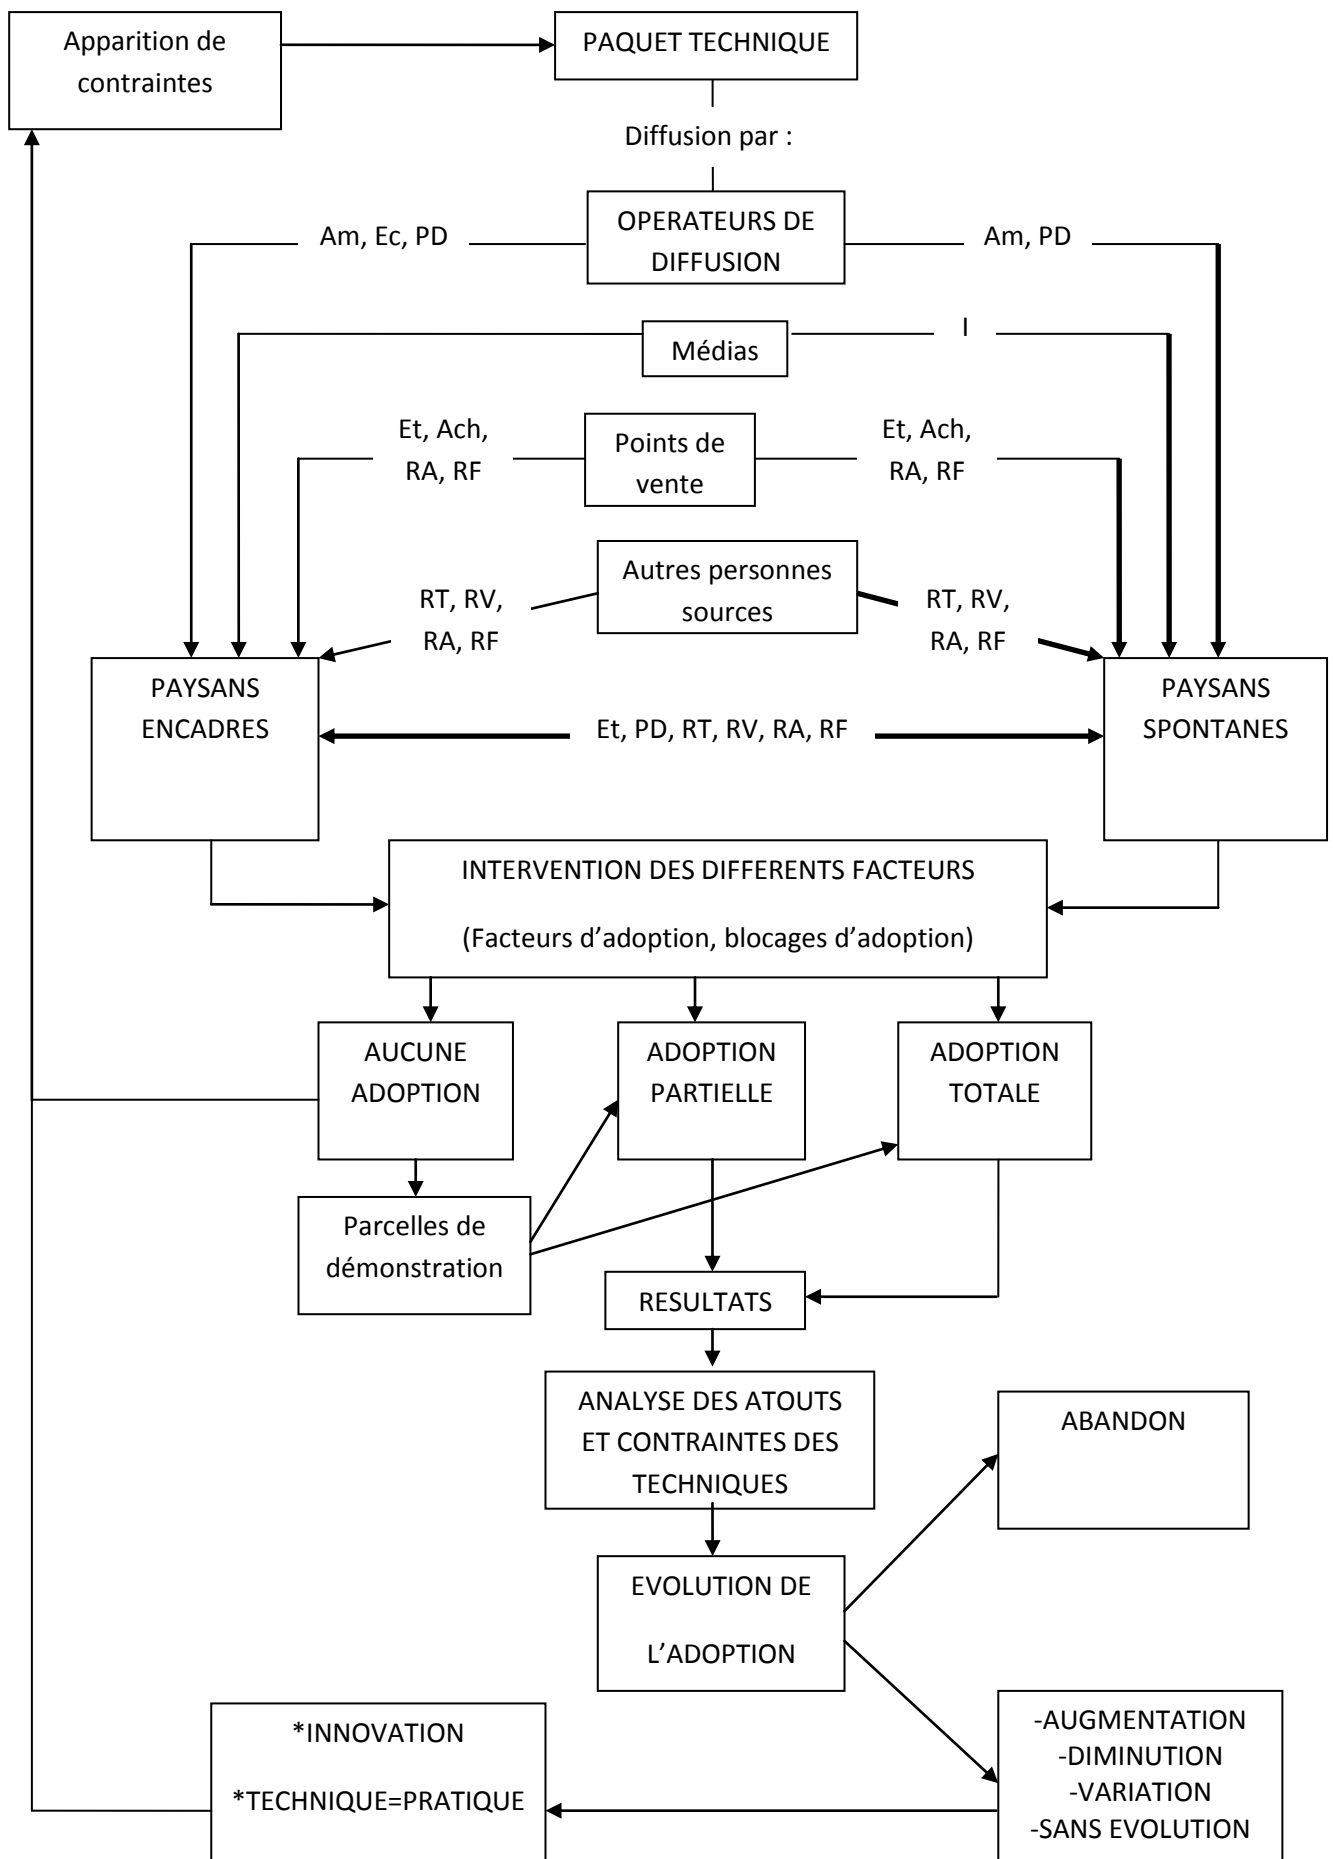 Apparition de
contraintes
PAQUET TECHNIQUE
Diffusion par :
OPERATEURS DE
DIFFUSION
Am, Ec, PD
Am, PD
Médias
I
Et, Ach,
RA, RF
Points de
vente
Et, Ach,
RA, RF
Autres personnes
sources
RT, RV,
RA, RF
RT, RV,
RA, RF
PAYSANS
ENCADRES
Et, PD, RT, RV, RA, RF
PAYSANS
SPONTANES
INTERVENTION DES DIFFERENTS FACTEURS
(Facteurs d’adoption, blocages d’adoption)
AUCUNE
ADOPTION
ADOPTION
PARTIELLE
ADOPTION
TOTALE
Parcelles de
démonstration
RESULTATS
ANALYSE DES ATOUTS
ET CONTRAINTES DES
TECHNIQUES
ABANDON
EVOLUTION DE
L’ADOPTION
*INNOVATION
*TECHNIQUE=PRATIQUE
-AUGMENTATION
-DIMINUTION
-VARIATION
-SANS EVOLUTION